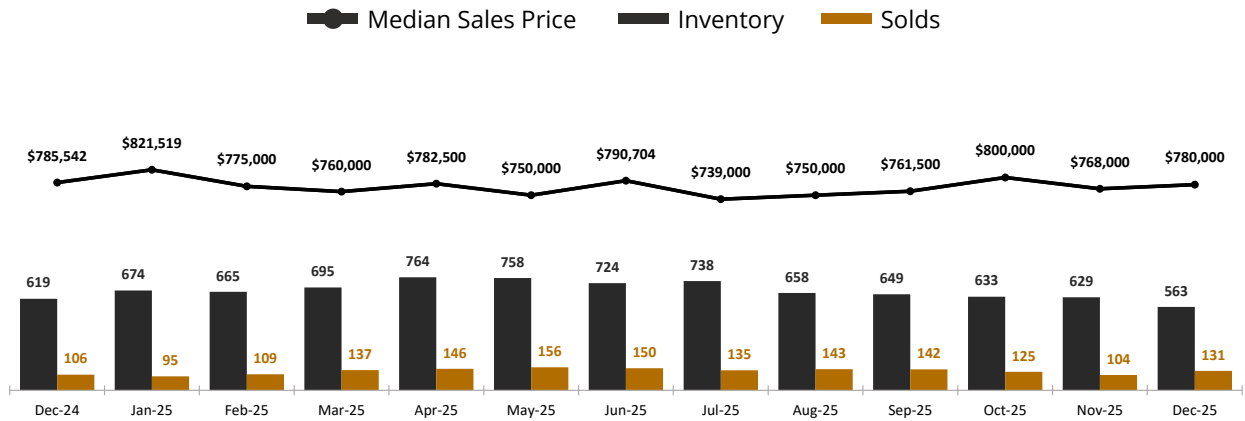 Median Sales Price Inventory Solds
$785,542 $821,519 $775,000 $760,000 $782,500 $750,000 $790,704 $739,000 $750,000 $761,500 $800,000 $768,000 $780,000
619 674 665 695 764 758 724 738 658 649 633 629 563
106 95 109 137 146 156 150 135 143 142 125 104 131
Dec-24 Jan-25 Feb-25 Mar-25 Apr-25 May-25 Jun-25 Jul-25 Aug-25 Sep-25 Oct-25 Nov-25 Dec-25